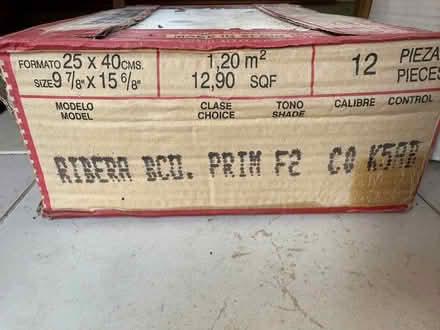 FORMATO 25 x 40 CMS. 1,20 m² 12 PIEZA
SIZE 9 7/8" x 15 6/8" 12,90 SQF PIECES
MODELO CLASE TONO CALIBRE CONTROL
MODEL CHOICE SHADE
RIBERA BCO. PRIM F2 C0 K5AB